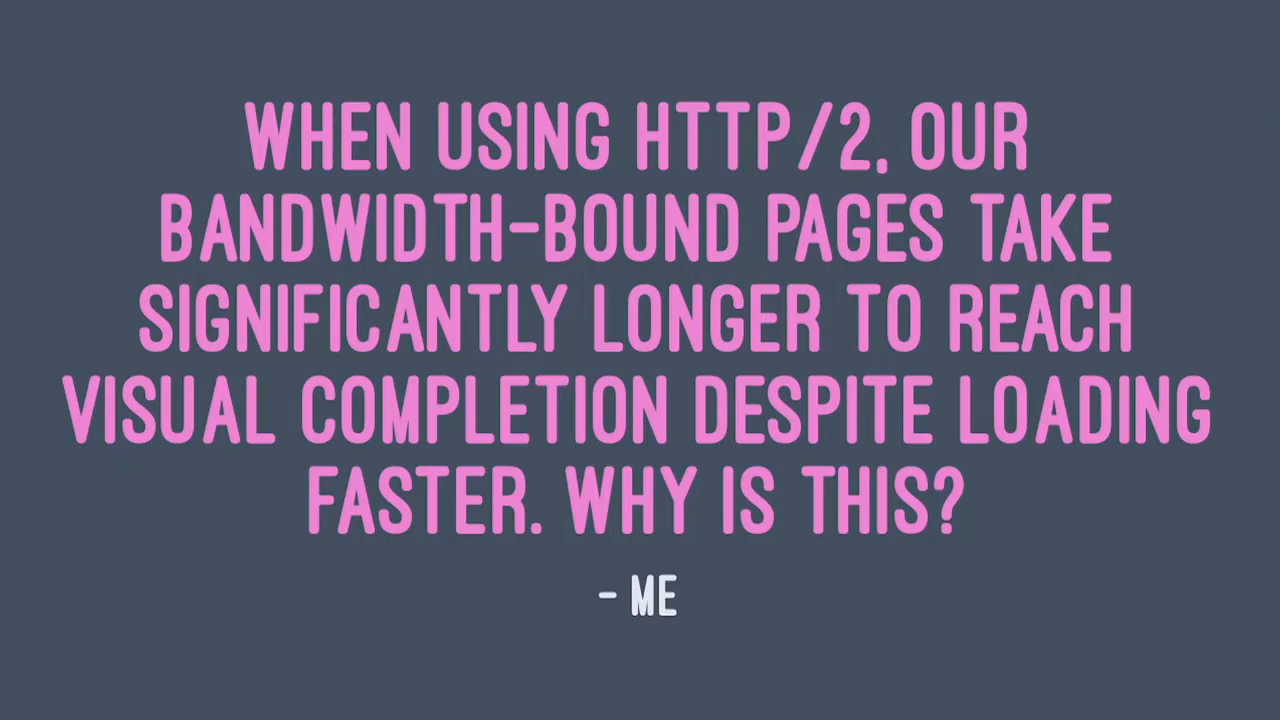 WHEN USING HTTP/2, OUR
BANDWIDTH-BOUND PAGES TAKE
SIGNIFICANTLY LONGER TO REACH
VISUAL COMPLETION DESPITE LOADING
FASTER. WHY IS THIS?
- ME